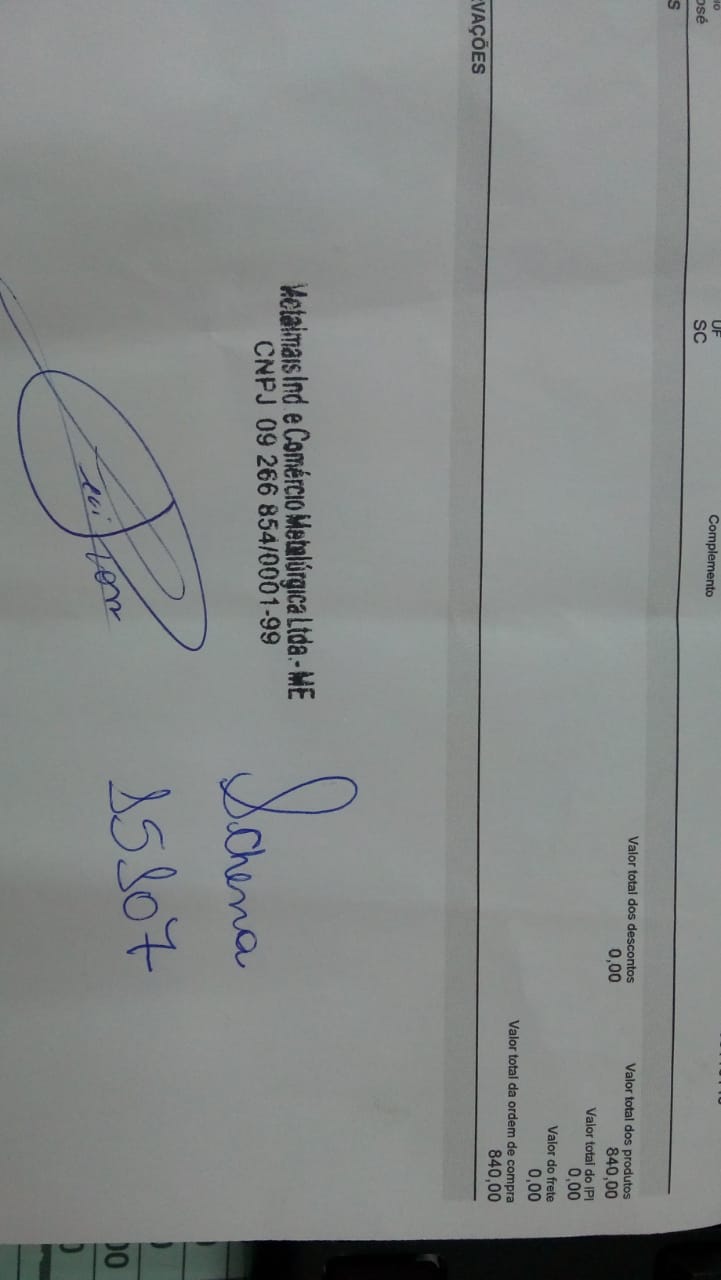 osé
UF
SC
Complemento
S
Valor total dos descontos
0,00
Valor total dos produtos
840,00
Valor total do IPI
0,00
Valor do frete
0,00
Valor total da ordem de compra
840,00
VAÇÕES
Metalmais Ind. e Comércio Metalúrgica Ltda.- ME
CNPJ 09 266 854/0001-99